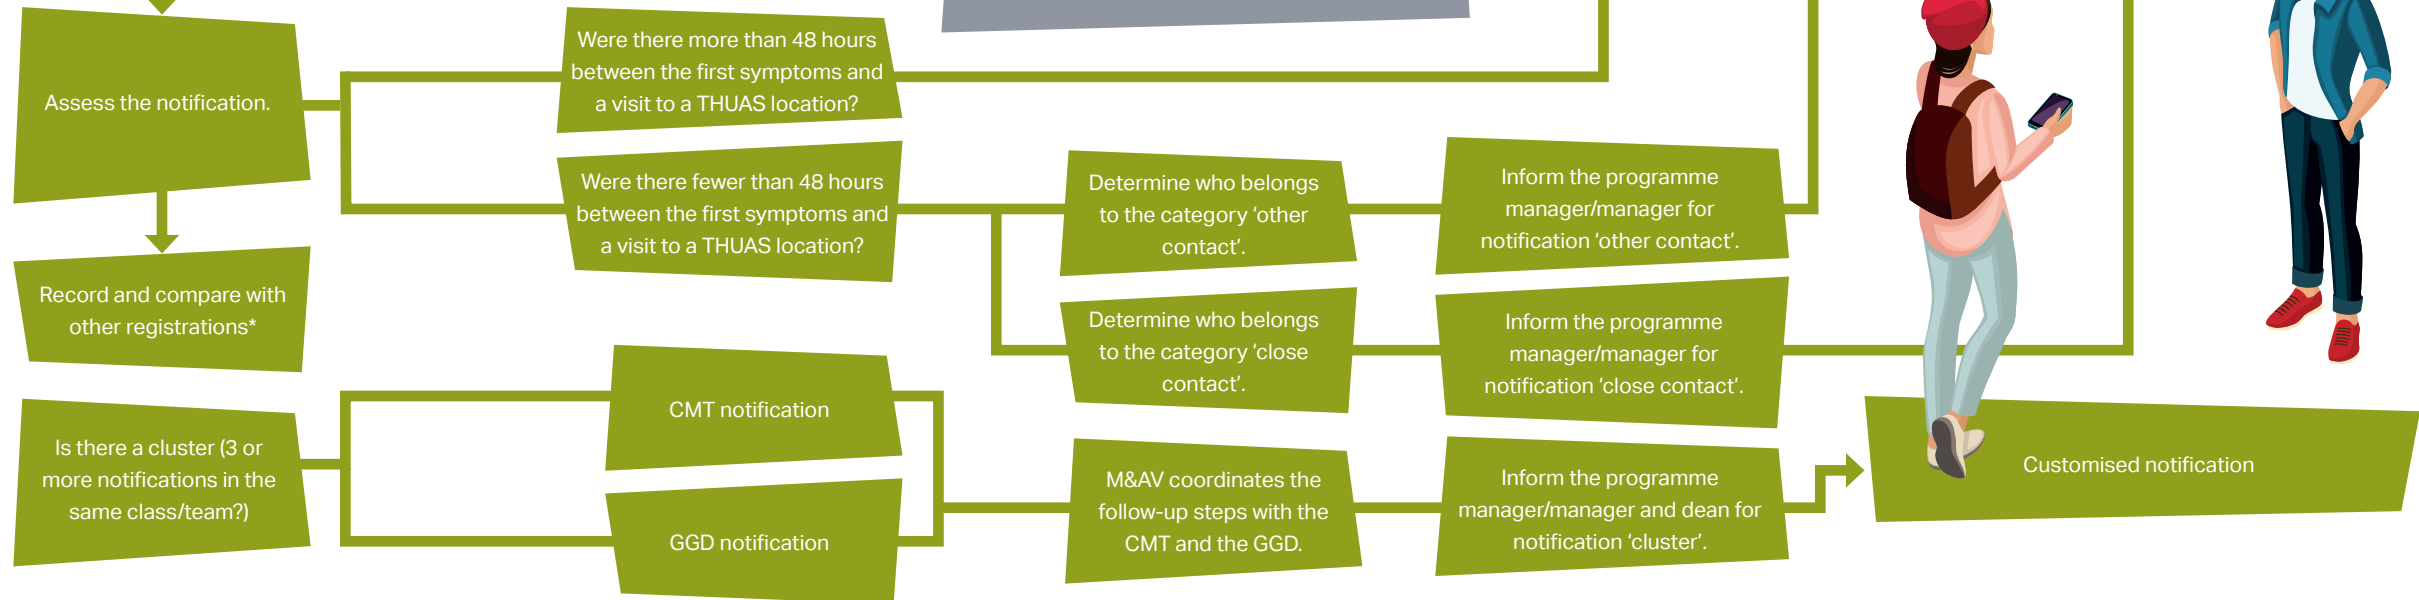 Assess the notification.
Were there more than 48 hours
between the first symptoms and
a visit to a THUAS location?
Were there fewer than 48 hours
between the first symptoms and
a visit to a THUAS location?
Determine who belongs
to the category ‘other
contact’.
Inform the programme
manager/manager for
notification ‘other contact’.
Record and compare with
other registrations*
Determine who belongs
to the category ‘close
contact’.
Inform the programme
manager/manager for
notification ‘close contact’.
Is there a cluster (3 or
more notifications in the
same class/team?)
CMT notification
GGD notification
M&AV coordinates the
follow-up steps with the
CMT and the GGD.
Inform the programme
manager/manager and dean for
notification ‘cluster’.
Customised notification